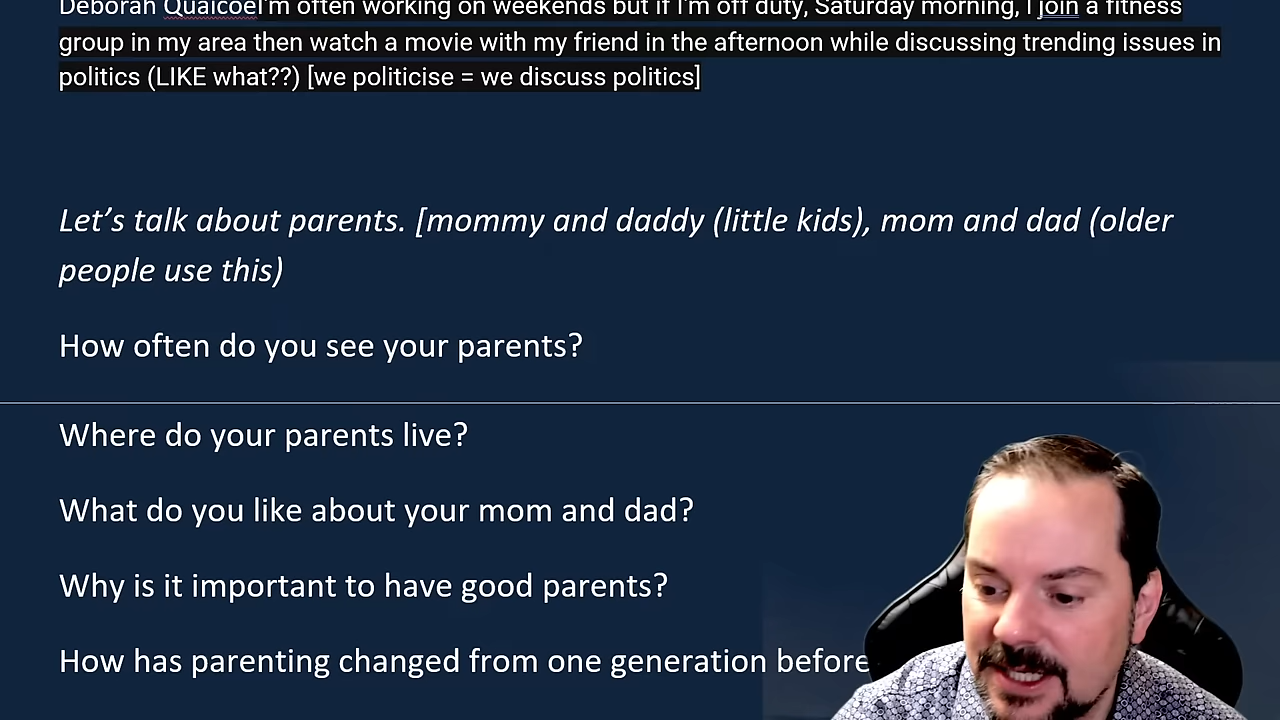 Deborah QuaicoeI'm often working on weekends but if I'm off duty, Saturday morning, I join a fitness
group in my area then watch a movie with my friend in the afternoon while discussing trending issues in
politics (LIKE what??) [we politicise = we discuss politics]
Let’s talk about parents. [mommy and daddy (little kids), mom and dad (older
people use this)
How often do you see your parents?
Where do your parents live?
What do you like about your mom and dad?
Why is it important to have good parents?
How has parenting changed from one generation before